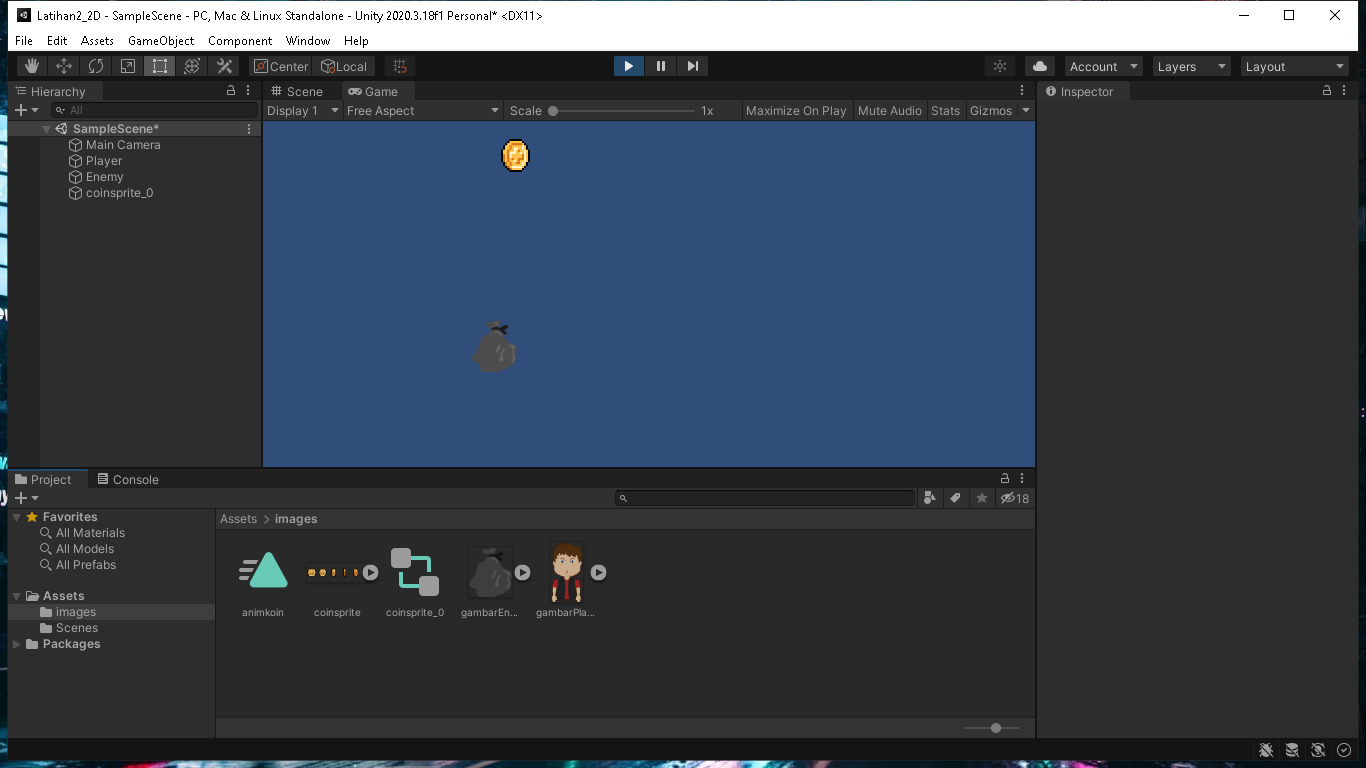 Latihan2_2D - SampleScene - PC, Mac & Linux Standalone - Unity 2020.3.18f1 Personal* <DX11>
File Edit Assets GameObject Component Window Help
Center Local Account Layers Layout
Hierarchy Scene Game Inspector
All Display 1 Free Aspect Scale 1x Maximize On Play Mute Audio Stats Gizmos
SampleScene*
Main Camera
Player
Enemy
coinsprite_0
Project Console
18
Favorites
All Materials
All Models
All Prefabs
Assets
images
Scenes
Packages
Assets > images
animkoin coinsprite coinsprite_0 gambarEn... gambarPla...